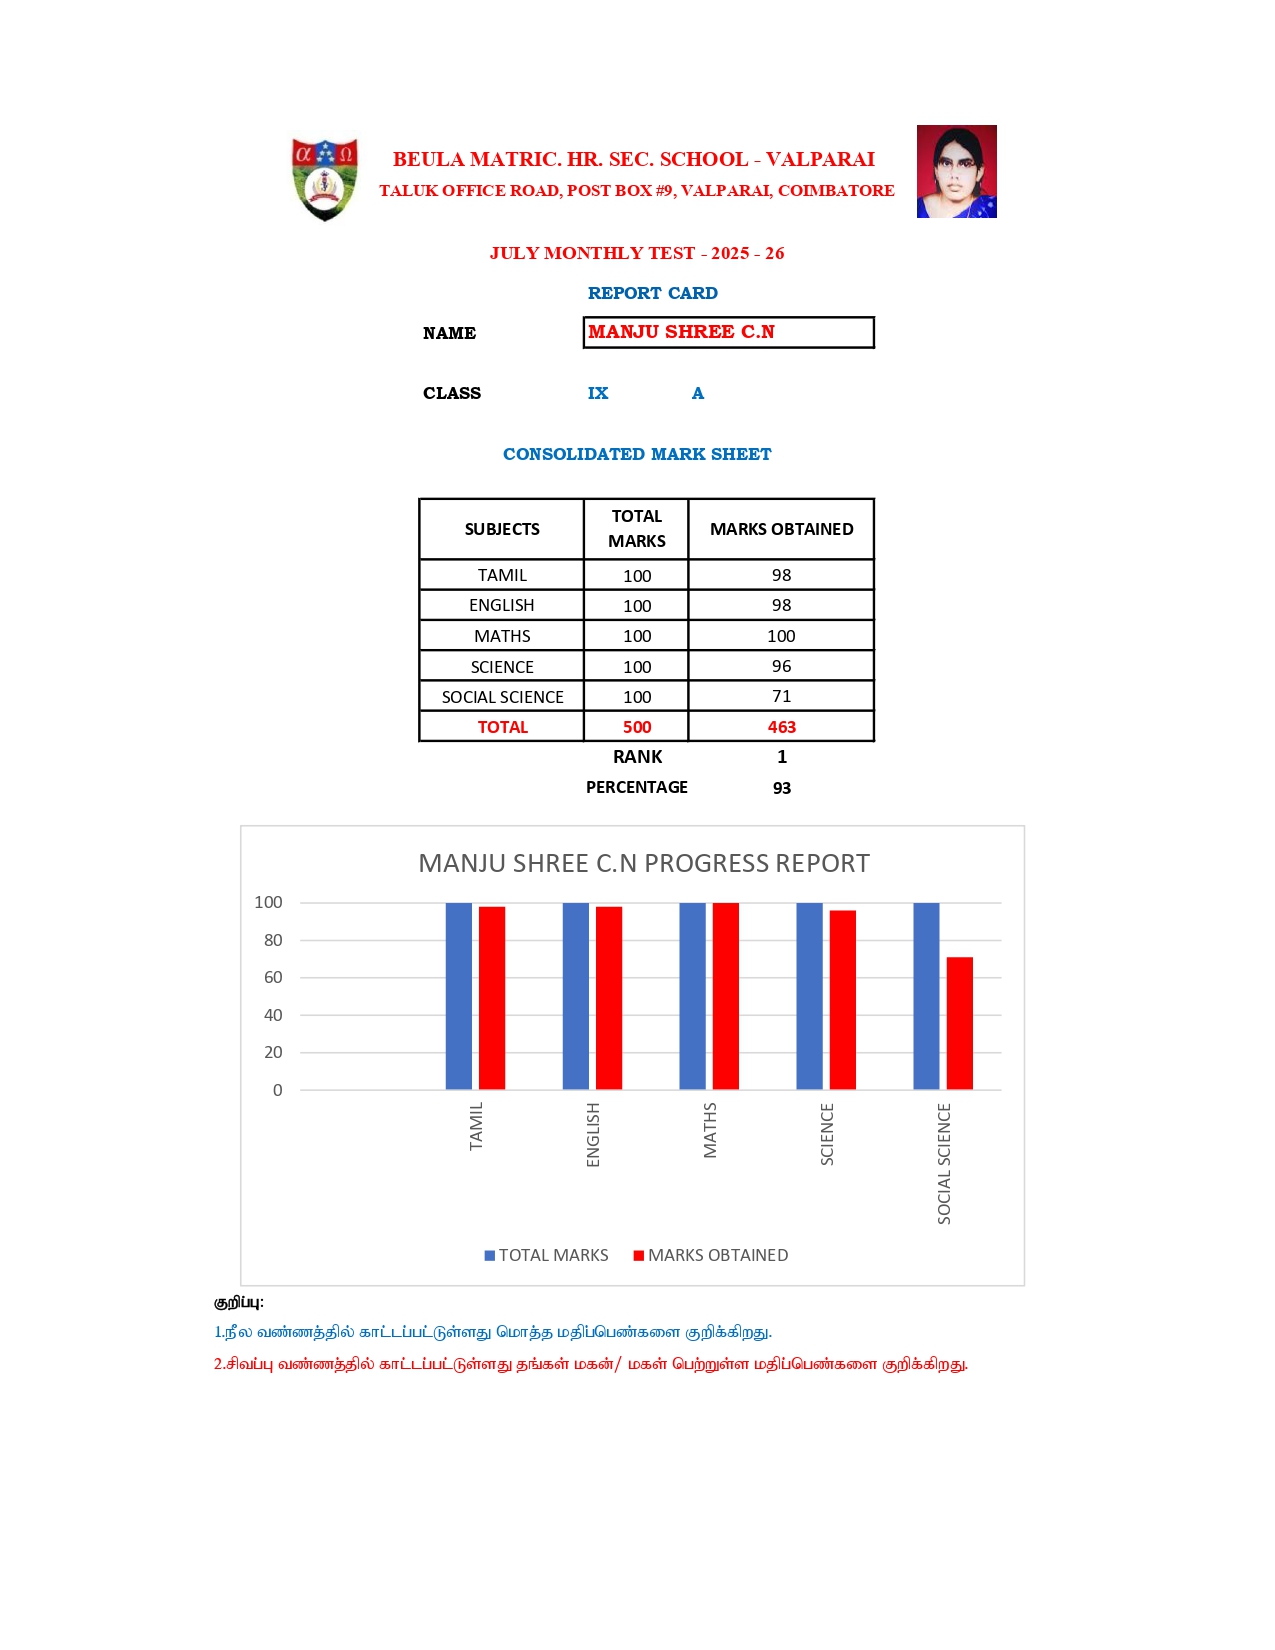 α Ω
BEULA MATRIC. HR. SEC. SCHOOL - VALPARAI
TALUK OFFICE ROAD, POST BOX #9, VALPARAI, COIMBATORE
JULY MONTHLY TEST - 2025 - 26
REPORT CARD
NAME MANJU SHREE C.N
CLASS IX A
CONSOLIDATED MARK SHEET
SUBJECTS TOTAL MARKS MARKS OBTAINED
TAMIL 100 98
ENGLISH 100 98
MATHS 100 100
SCIENCE 100 96
SOCIAL SCIENCE 100 71
TOTAL 500 463
RANK 1
PERCENTAGE 93
MANJU SHREE C.N PROGRESS REPORT
100
80
60
40
20
0
TAMIL ENGLISH MATHS SCIENCE SOCIAL SCIENCE
TOTAL MARKS MARKS OBTAINED
குறிப்பு:
1.நீல வண்ணத்தில் காட்டப்பட்டுள்ளது மொத்த மதிப்பெண்களை குறிக்கிறது.
2.சிவப்பு வண்ணத்தில் காட்டப்பட்டுள்ளது தங்கள் மகன்/ மகள் பெற்றுள்ள மதிப்பெண்களை குறிக்கிறது.